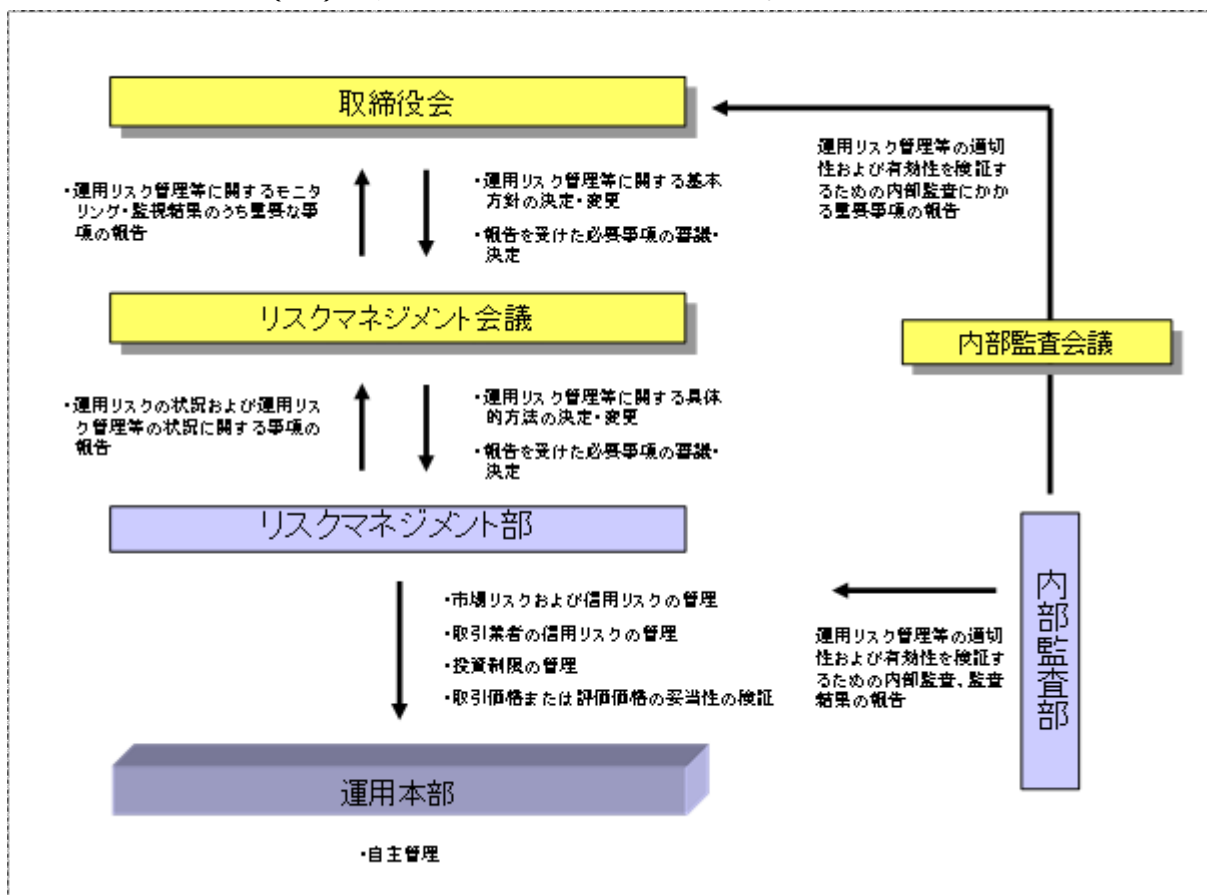 取締役会
・運用リスク管理等に関するモニタ
リング・監視結果のうち重要な事
項の報告
・運用リスク管理等に関する基本
方針の決定・変更
・報告を受けた必要事項の審議・
決定
運用リスク管理等の適切
性および有効性を検証す
るための内部監査にかか
る重要事項の報告
リスクマネジメント会議
内部監査会議
・運用リスクの状況および運用リス
ク管理等の状況に関する事項の
報告
・運用リスク管理等に関する具体
的方法の決定・変更
・報告を受けた必要事項の審議・
決定
リスクマネジメント部
内部監査部
・市場リスクおよび信用リスクの管理
・取引業者の信用リスクの管理
・投資制限の管理
・取引価格または評価価格の妥当性の検証
運用リスク管理等の適切
性および有効性を検証す
るための内部監査、監査
結果の報告
運用本部
・自主管理